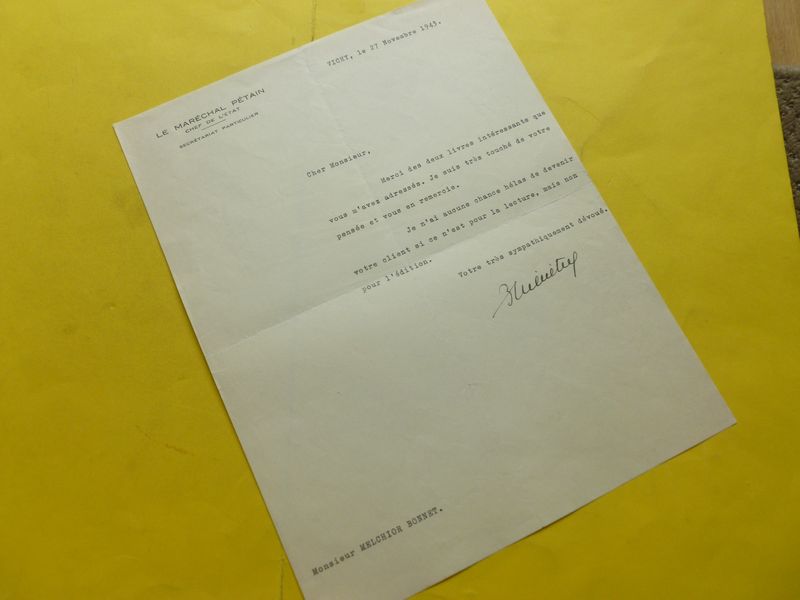 LE MARÉCHAL PÉTAIN
CHEF DE L'ÉTAT
SECRÉTARIAT PARTICULIER
VICHY, le 27 Novembre 1943.
Cher Monsieur,
Merci des deux livres intéressants que
vous m'avez adressés. Je suis très touché de votre
pensée et vous en remercie.
Je n'ai aucune chance hélas de devenir
votre client si ce n'est pour la lecture, mais non
pour l'édition.
Votre très sympathiquement dévoué.
Monsieur MELCHIOR BONNET.